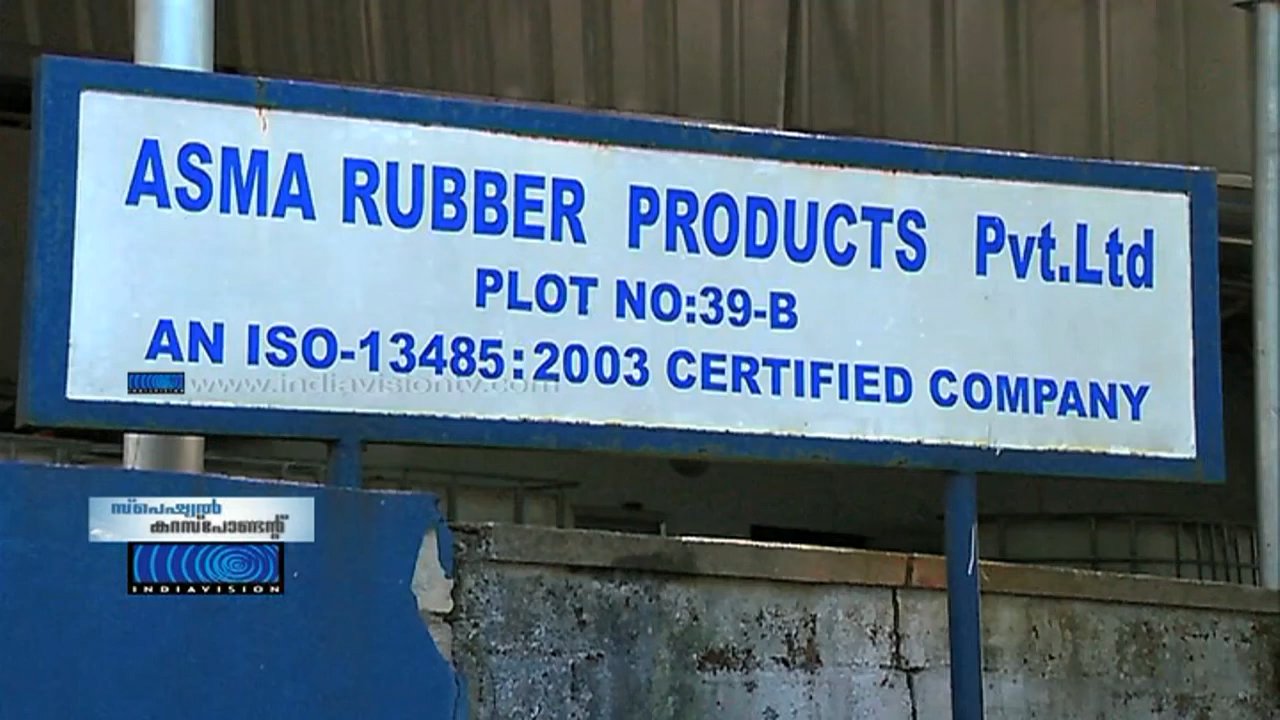 ASMA RUBBER PRODUCTS Pvt.Ltd
PLOT NO:39-B
AN ISO-13485:2003 CERTIFIED COMPANY
www.indiavisiontv.com
സ്പെഷ്യൽ
കറസ്പോണ്ടന്റ്
INDIAVISION